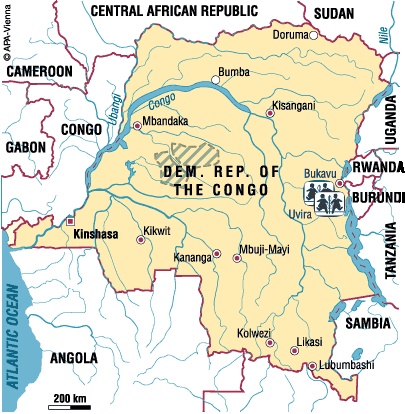 © APA-Vienna
CENTRAL AFRICAN REPUBLIC
SUDAN
Doruma
Nile
CAMEROON
Bumba
Ubangi
Congo
Kisangani
CONGO
Mbandaka
UGANDA
GABON
DEM. REP. OF
THE CONGO
Bukavu
RWANDA
BURUNDI
Uvira
Kinshasa
Kikwit
Kananga
Mbuji-Mayi
TANZANIA
ATLANTIC OCEAN
SAMBIA
Kolwezi
Likasi
ANGOLA
Lubumbashi
200 km